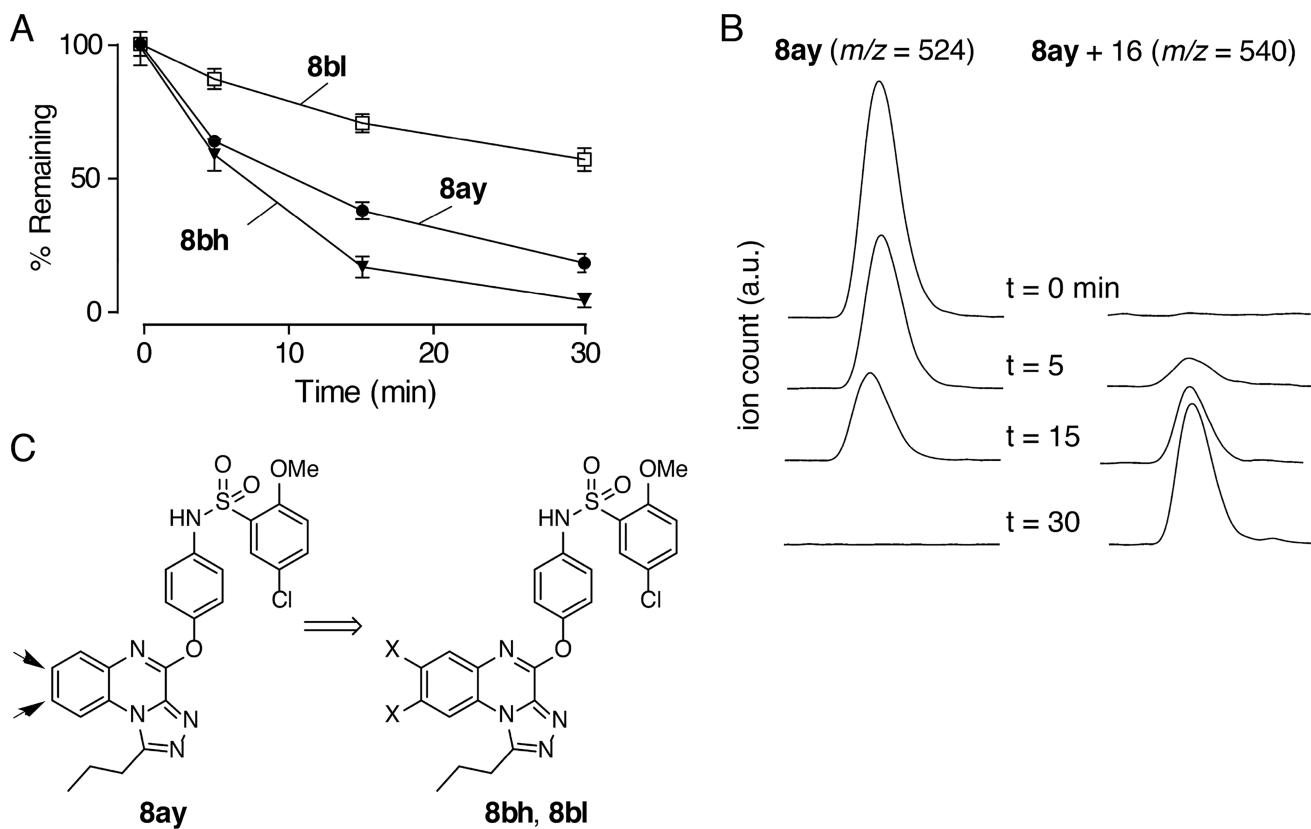 A
100
50
0
% Remaining
8bl
8ay
8bh
0
10
20
30
Time (min)
B
8ay (m/z = 524)
8ay + 16 (m/z = 540)
ion count (a.u.)
t = 0 min
t = 5
t = 15
t = 30
C
O
OMe
S
O
HN
Cl
O
N
N
N
N
8ay
O
OMe
S
O
HN
Cl
O
X
N
X
N
N
N
8bh, 8bl